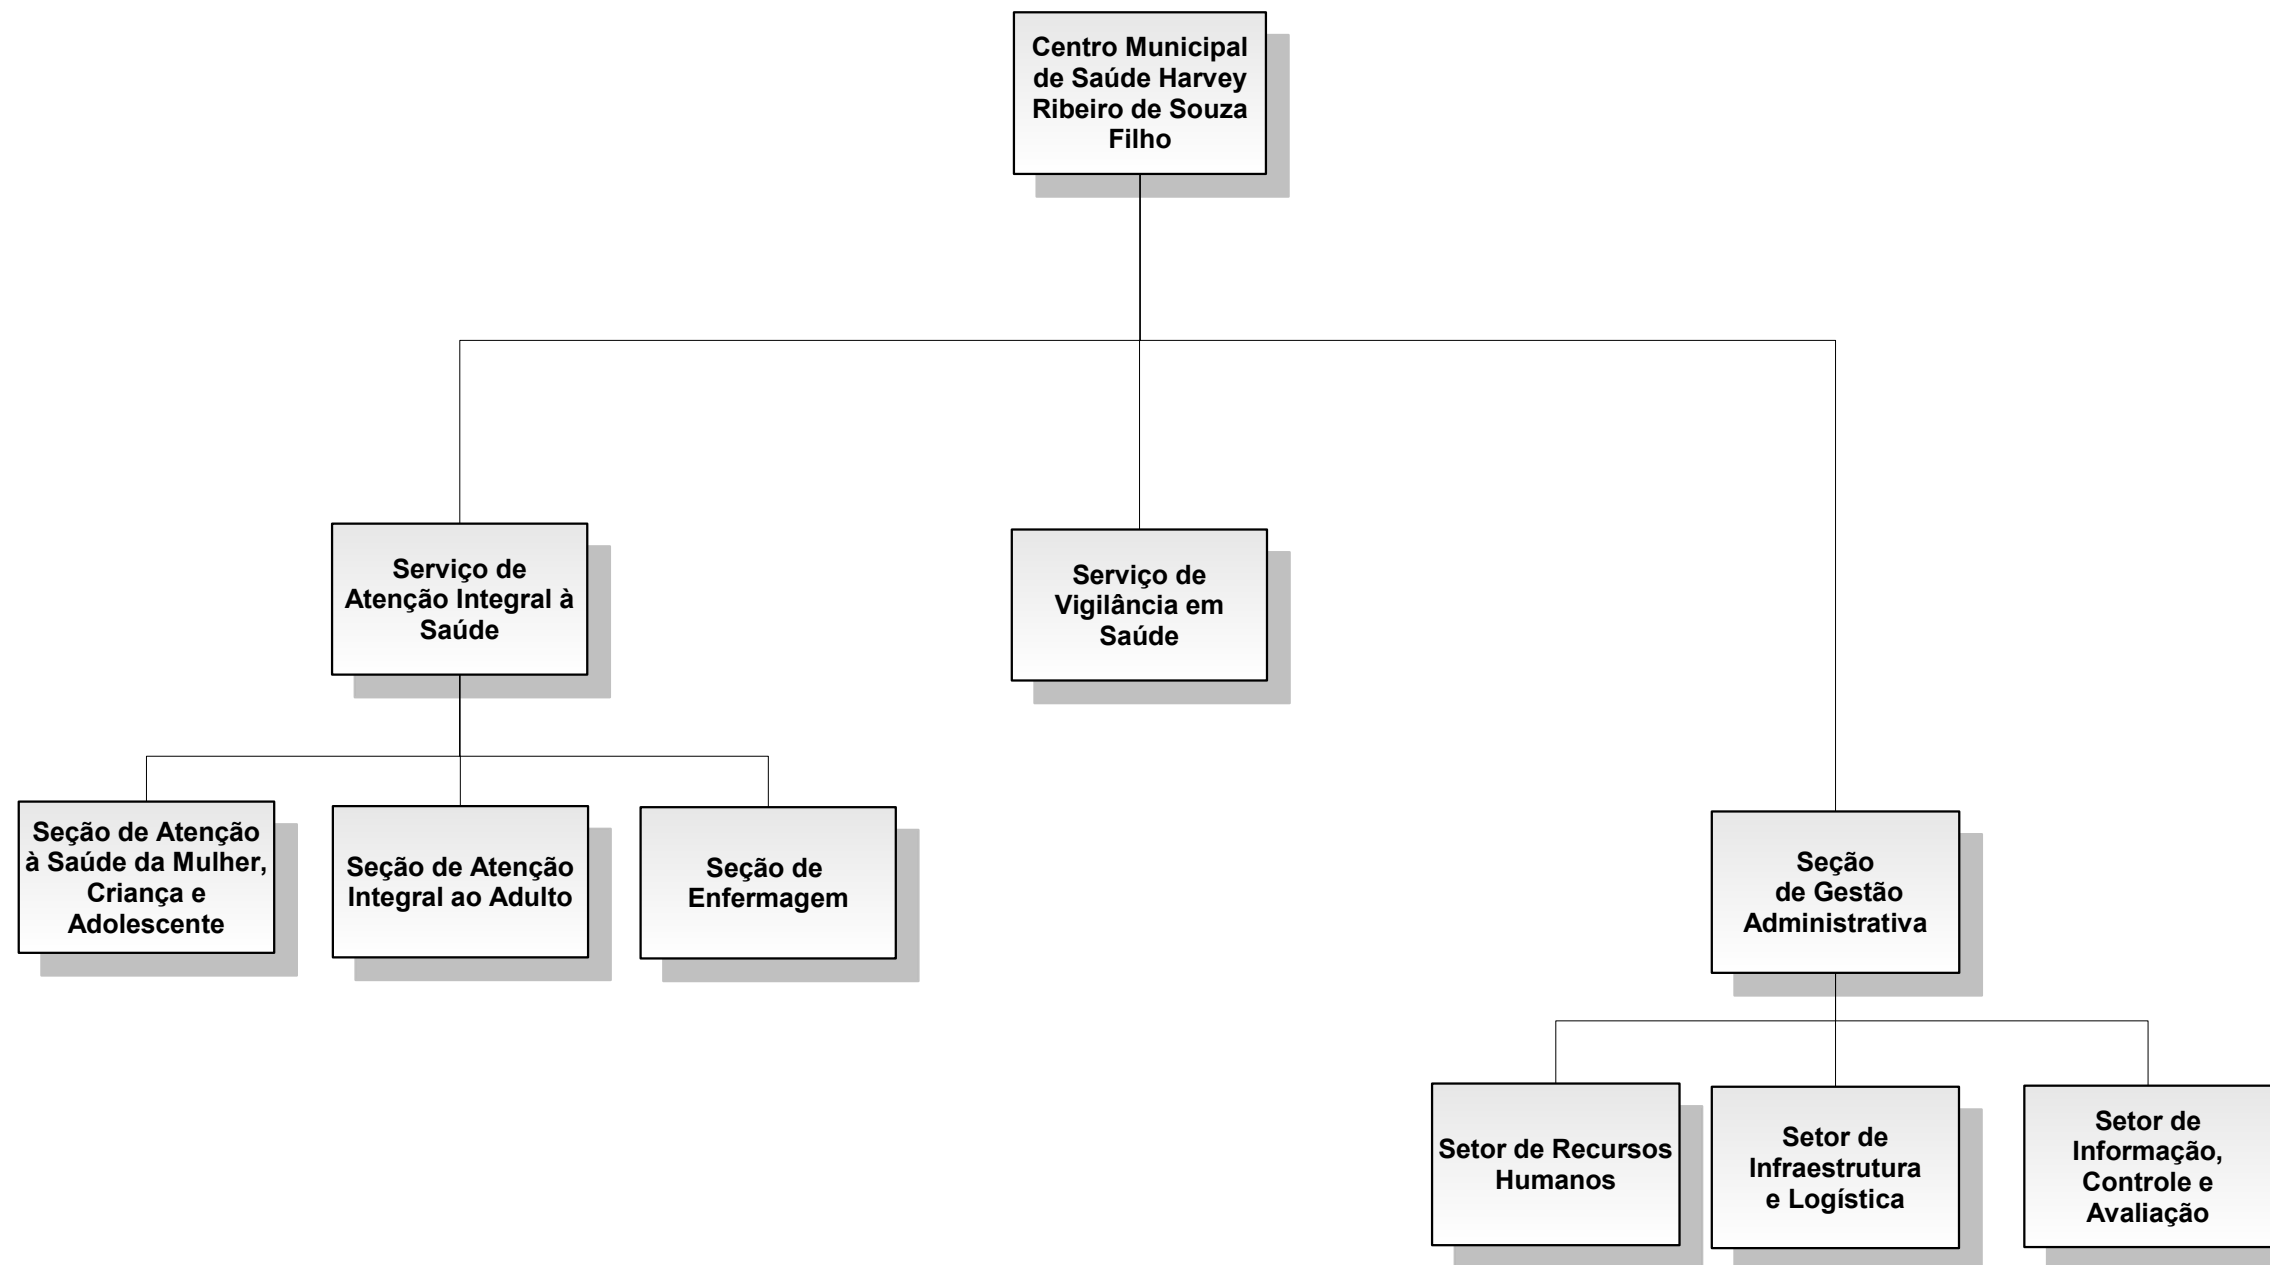 Centro Municipal
de Saúde Harvey
Ribeiro de Souza
Filho
Serviço de
Atenção Integral à
Saúde
Serviço de
Vigilância em
Saúde
Seção de Atenção
à Saúde da Mulher,
Criança e
Adolescente
Seção de Atenção
Integral ao Adulto
Seção de
Enfermagem
Seção
de Gestão
Administrativa
Setor de Recursos
Humanos
Setor de
Infraestrutura
e Logística
Setor de
Informação,
Controle e
Avaliação